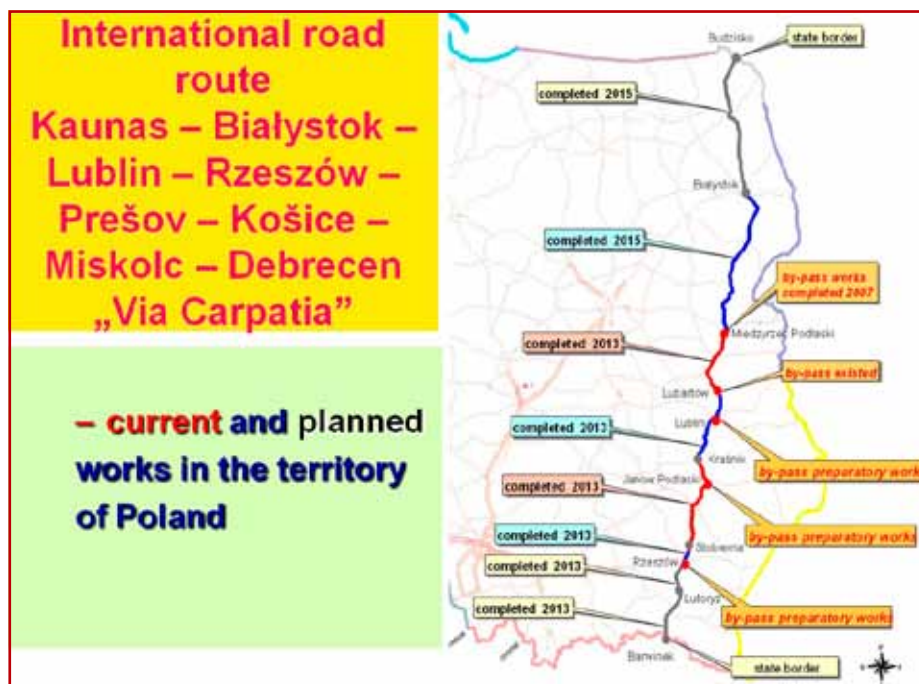 International road
route
Kaunas – Białystok –
Lublin – Rzeszów –
Prešov – Košice –
Miskolc – Debrecen
„Via Carpatia”
– current and planned
works in the territory
of Poland
Budzisko
state border
completed 2015
Białystok
completed 2015
by-pass works
completed 2007
Międzyrzec Podlaski
completed 2013
by-pass existed
Lubartów
Lublin
completed 2013
Kraśnik
by-pass preparatory work
Janów Podlaski
completed 2013
by-pass preparatory works
completed 2013
Stobierna
Rzeszów
completed 2013
Lutoryż
by-pass preparatory works
completed 2013
Barwinek
state border